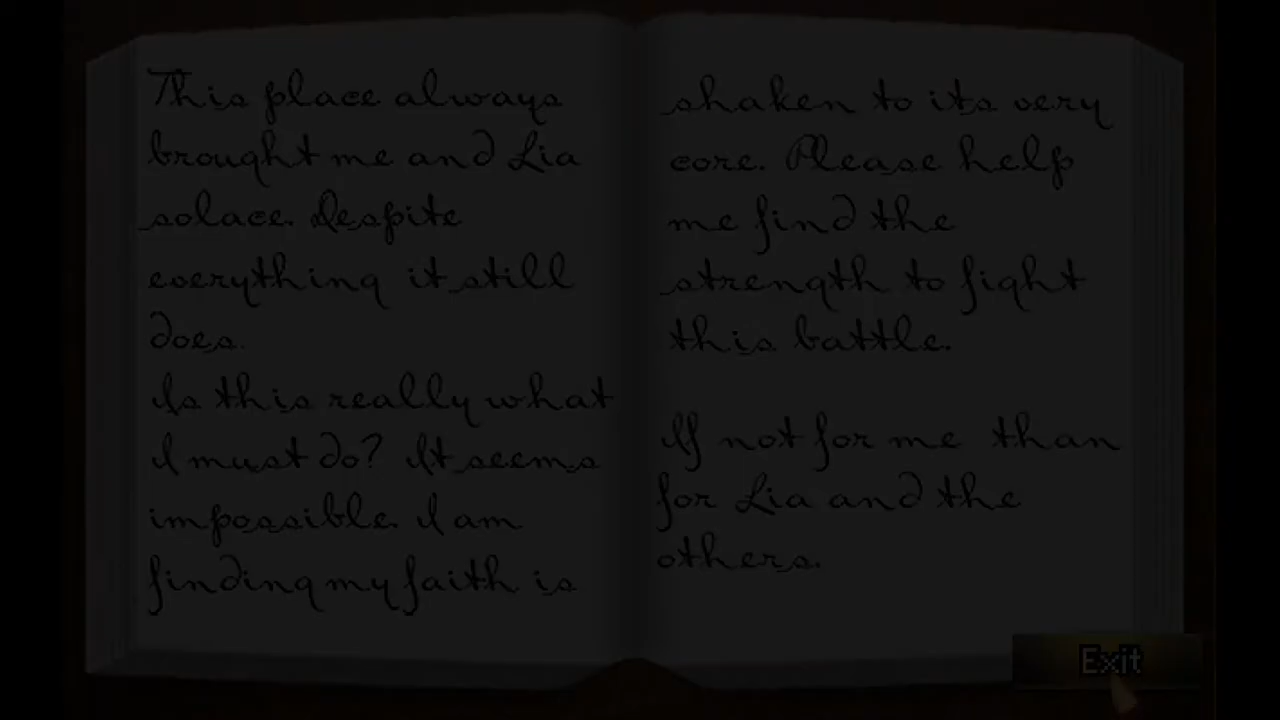 This place always
brought me and Lia
solace. Despite
everything it still
does.
Is this really what
I must do? It seems
impossible. I am
finding my faith is
shaken to its very
core. Please help
me find the
strength to fight
this battle.
If not for me than
for Lia and the
others.
Exit